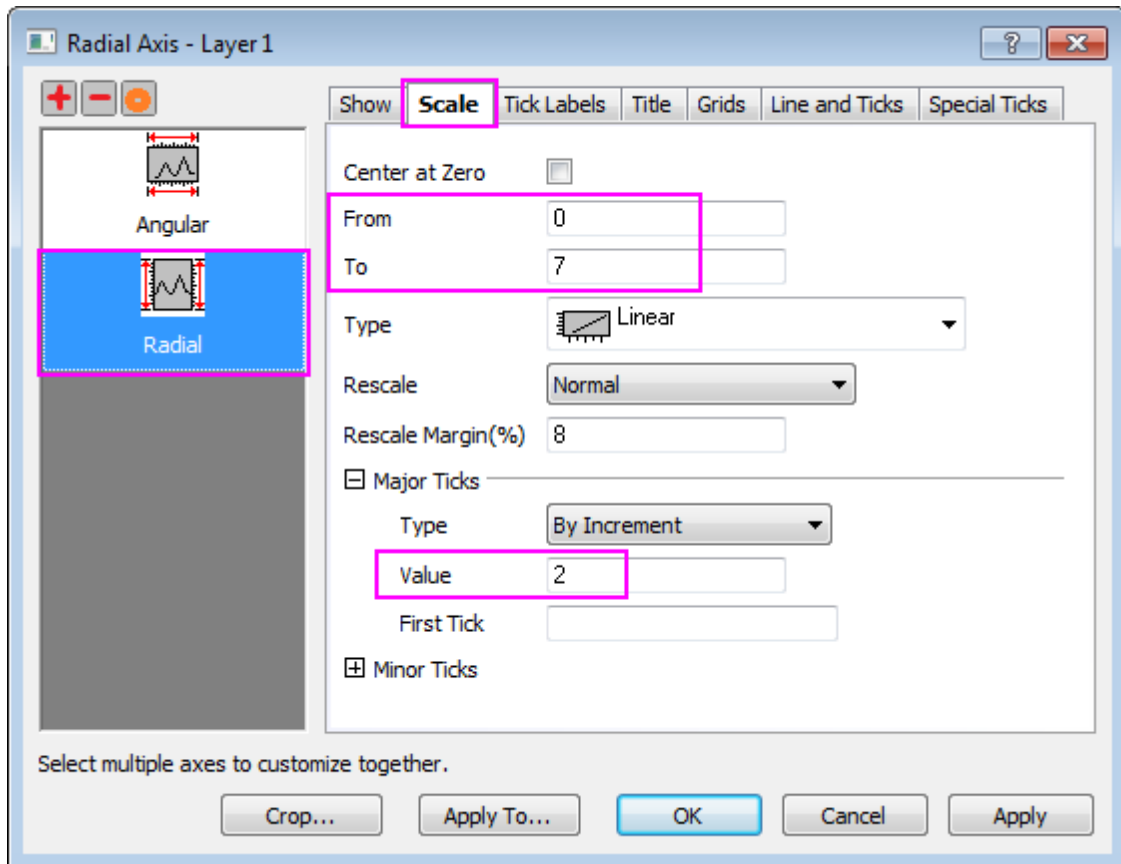 Radial Axis - Layer 1
Show Scale Tick Labels Title Grids Line and Ticks Special Ticks
Angular
Radial
Center at Zero
From 0
To 7
Type Linear
Rescale Normal
Rescale Margin(%) 8
Major Ticks
Type By Increment
Value 2
First Tick
Minor Ticks
Select multiple axes to customize together.
Crop... Apply To... OK Cancel Apply